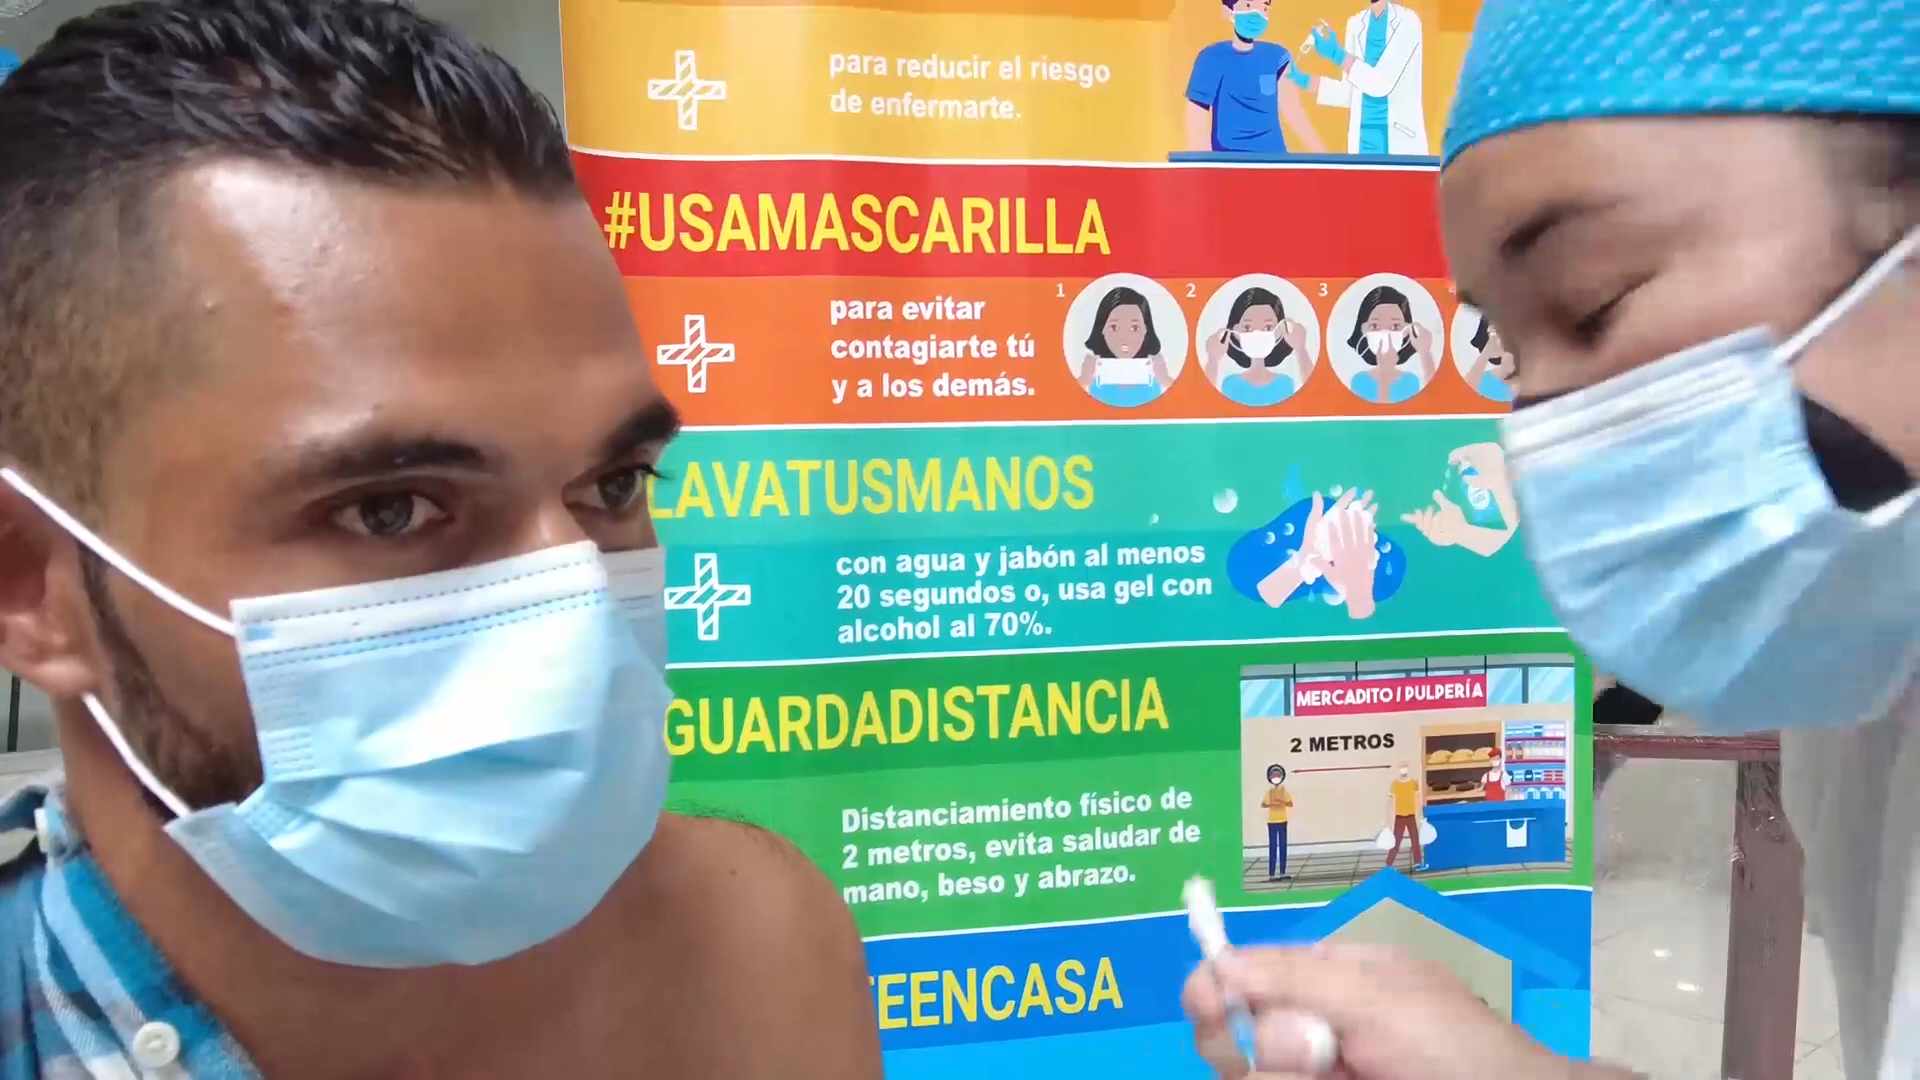 para reducir el riesgo
de enfermarte.
#USAMASCARILLA
para evitar
contagiarte tú
y a los demás.
1 2 3
LAVATUSMANOS
con agua y jabón al menos
20 segundos o, usa gel con
alcohol al 70%.
GUARDADISTANCIA
Distanciamiento físico de
2 metros, evita saludar de
mano, beso y abrazo.
MERCADITO / PULPERÍA
2 METROS
EENCASA